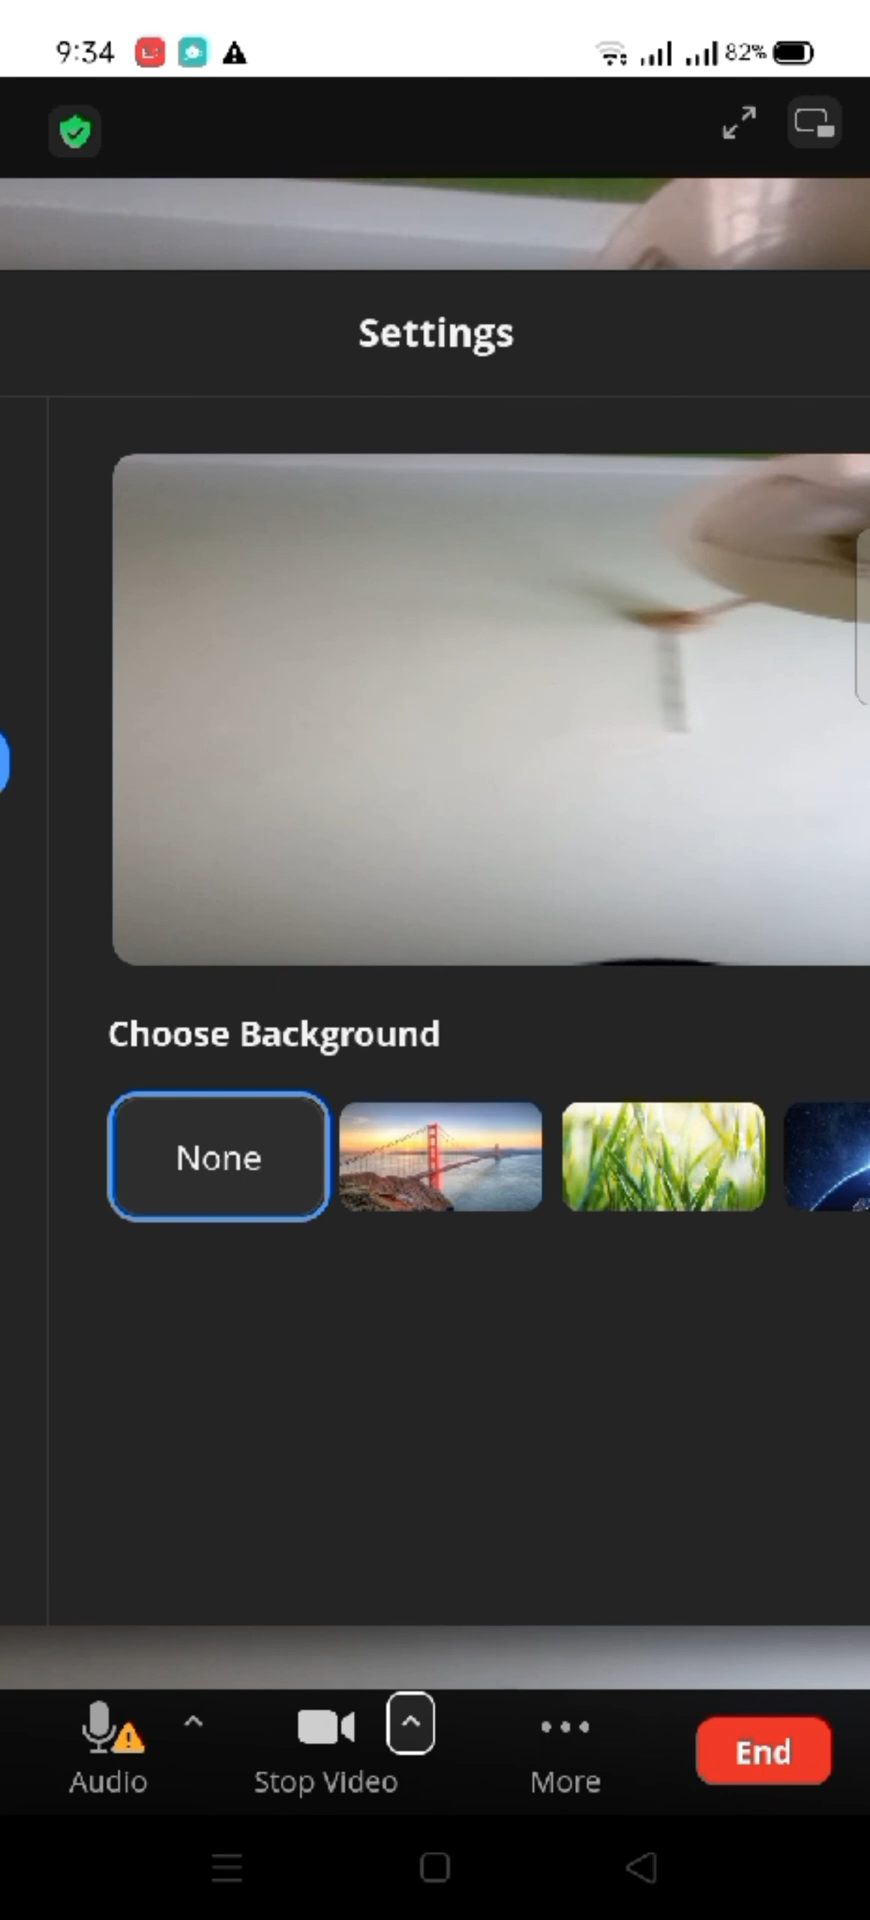 9:34
82%
Settings
Choose Background
None
Audio
Stop Video
More
End